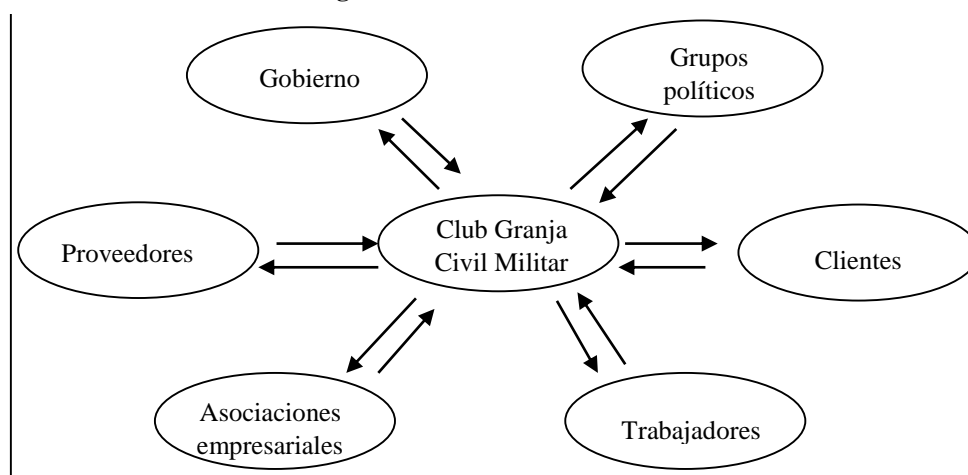 Gobierno
Grupos
políticos
Club Granja
Civil Militar
Proveedores
Clientes
Asociaciones
empresariales
Trabajadores